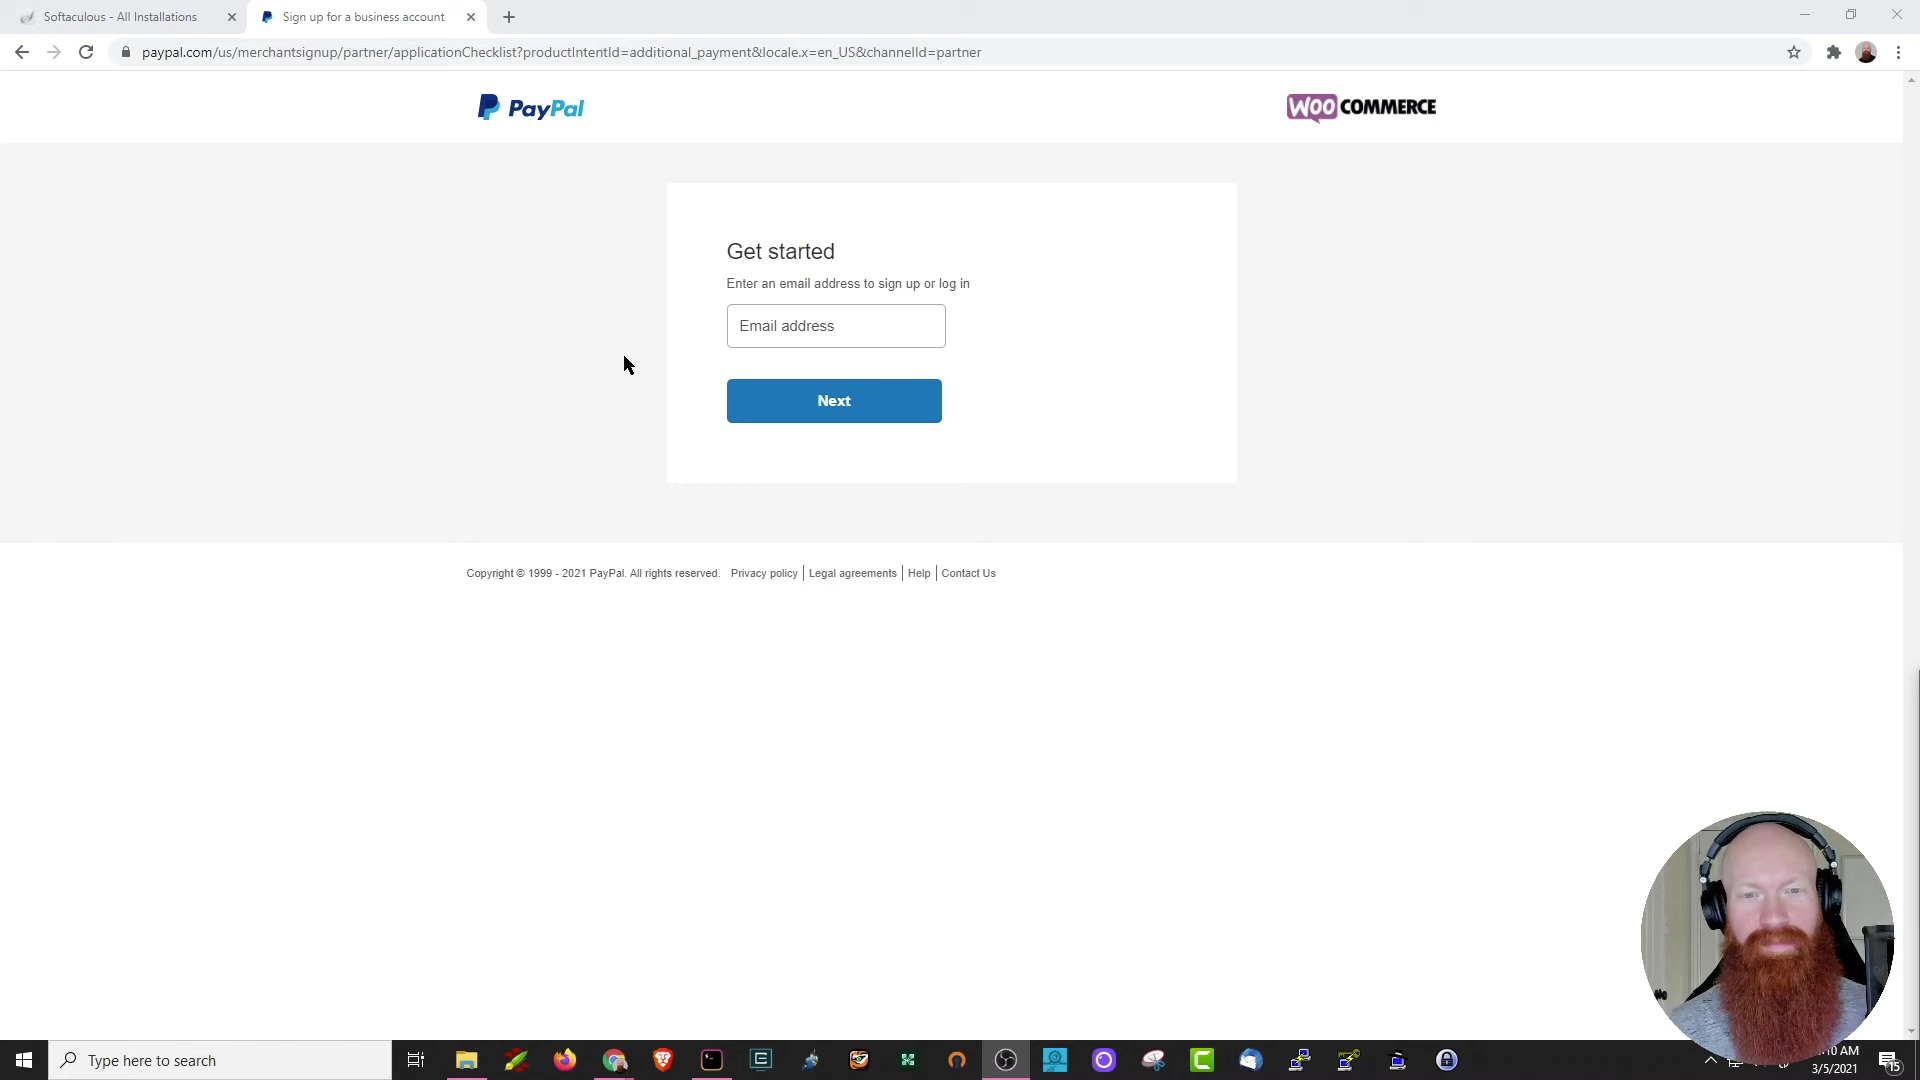 Softaculous - All Installations
Sign up for a business account
paypal.com/us/merchantsignup/partner/applicationChecklist?productIntentId=additional_payment&locale.x=en_US&channelId=partner
PayPal
WOO COMMERCE
Get started
Enter an email address to sign up or log in
Email address
Next
Copyright © 1999 - 2021 PayPal. All rights reserved. Privacy policy Legal agreements Help Contact Us
Type here to search
:10 AM
3/5/2021
15